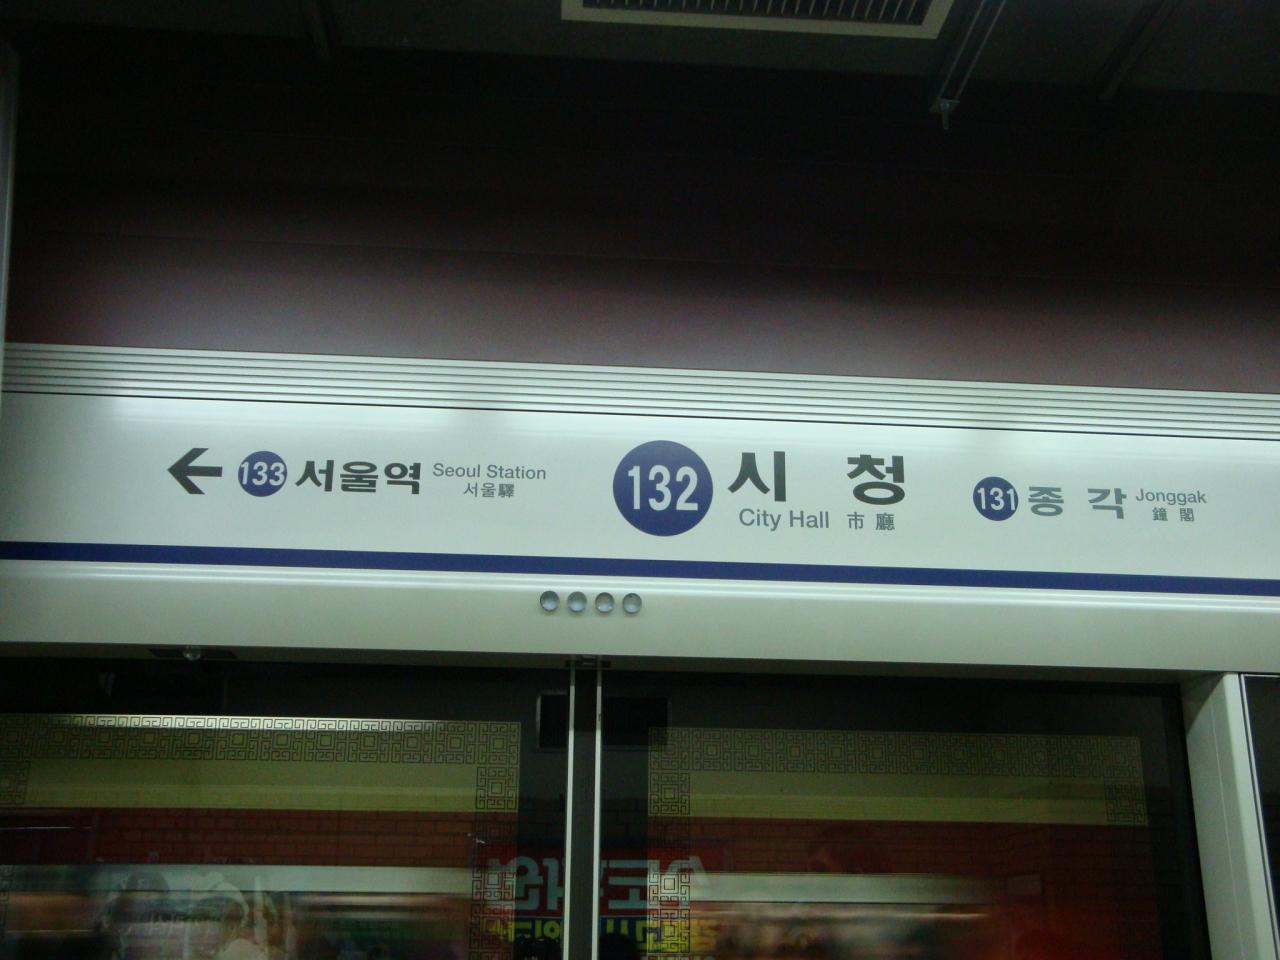 133 서울역 Seoul Station
서울驛
132 시청
City Hall 市廳
131 종각 Jonggak
鐘閣